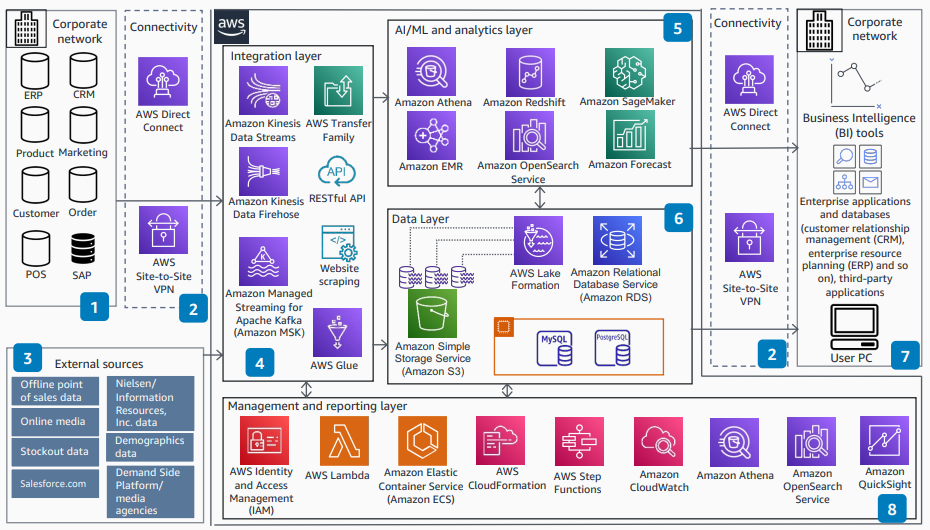 Corporate
network
ERP
CRM
Product
Marketing
Customer
Order
POS
SAP
1
Connectivity
AWS Direct
Connect
AWS
Site-to-Site
VPN
2
3
External sources
Offline point
of sales data
Online media
Stockout data
Salesforce.com
Nielsen/
Information
Resources,
Inc. data
Demographics
data
Demand Side
Platform/
media
agencies
aws
Integration layer
Amazon Kinesis
Data Streams
AWS Transfer
Family
Amazon Kinesis
Data Firehose
API
RESTful API
Amazon Managed
Streaming for
Apache Kafka
(Amazon MSK)
Website
scraping
AWS Glue
4
AI/ML and analytics layer
5
Amazon Athena
Amazon Redshift
Amazon SageMaker
Amazon EMR
Amazon OpenSearch
Service
Amazon Forecast
Data Layer
6
AWS Lake
Formation
Amazon Relational
Database Service
(Amazon RDS)
Amazon Simple
Storage Service
(Amazon S3)
MySQL
PostgreSQL
Connectivity
AWS Direct
Connect
AWS
Site-to-Site
VPN
2
Corporate
network
Business Intelligence
(BI) tools
Enterprise applications
and databases
(customer relationship
management (CRM),
enterprise resource
planning (ERP) and so
on), third-party
applications
User PC
7
Management and reporting layer
AWS Identity
and Access
Management
(IAM)
AWS Lambda
Amazon Elastic
Container Service
(Amazon ECS)
AWS
CloudFormation
AWS Step
Functions
Amazon
CloudWatch
Amazon Athena
Amazon
OpenSearch
Service
Amazon
QuickSight
8